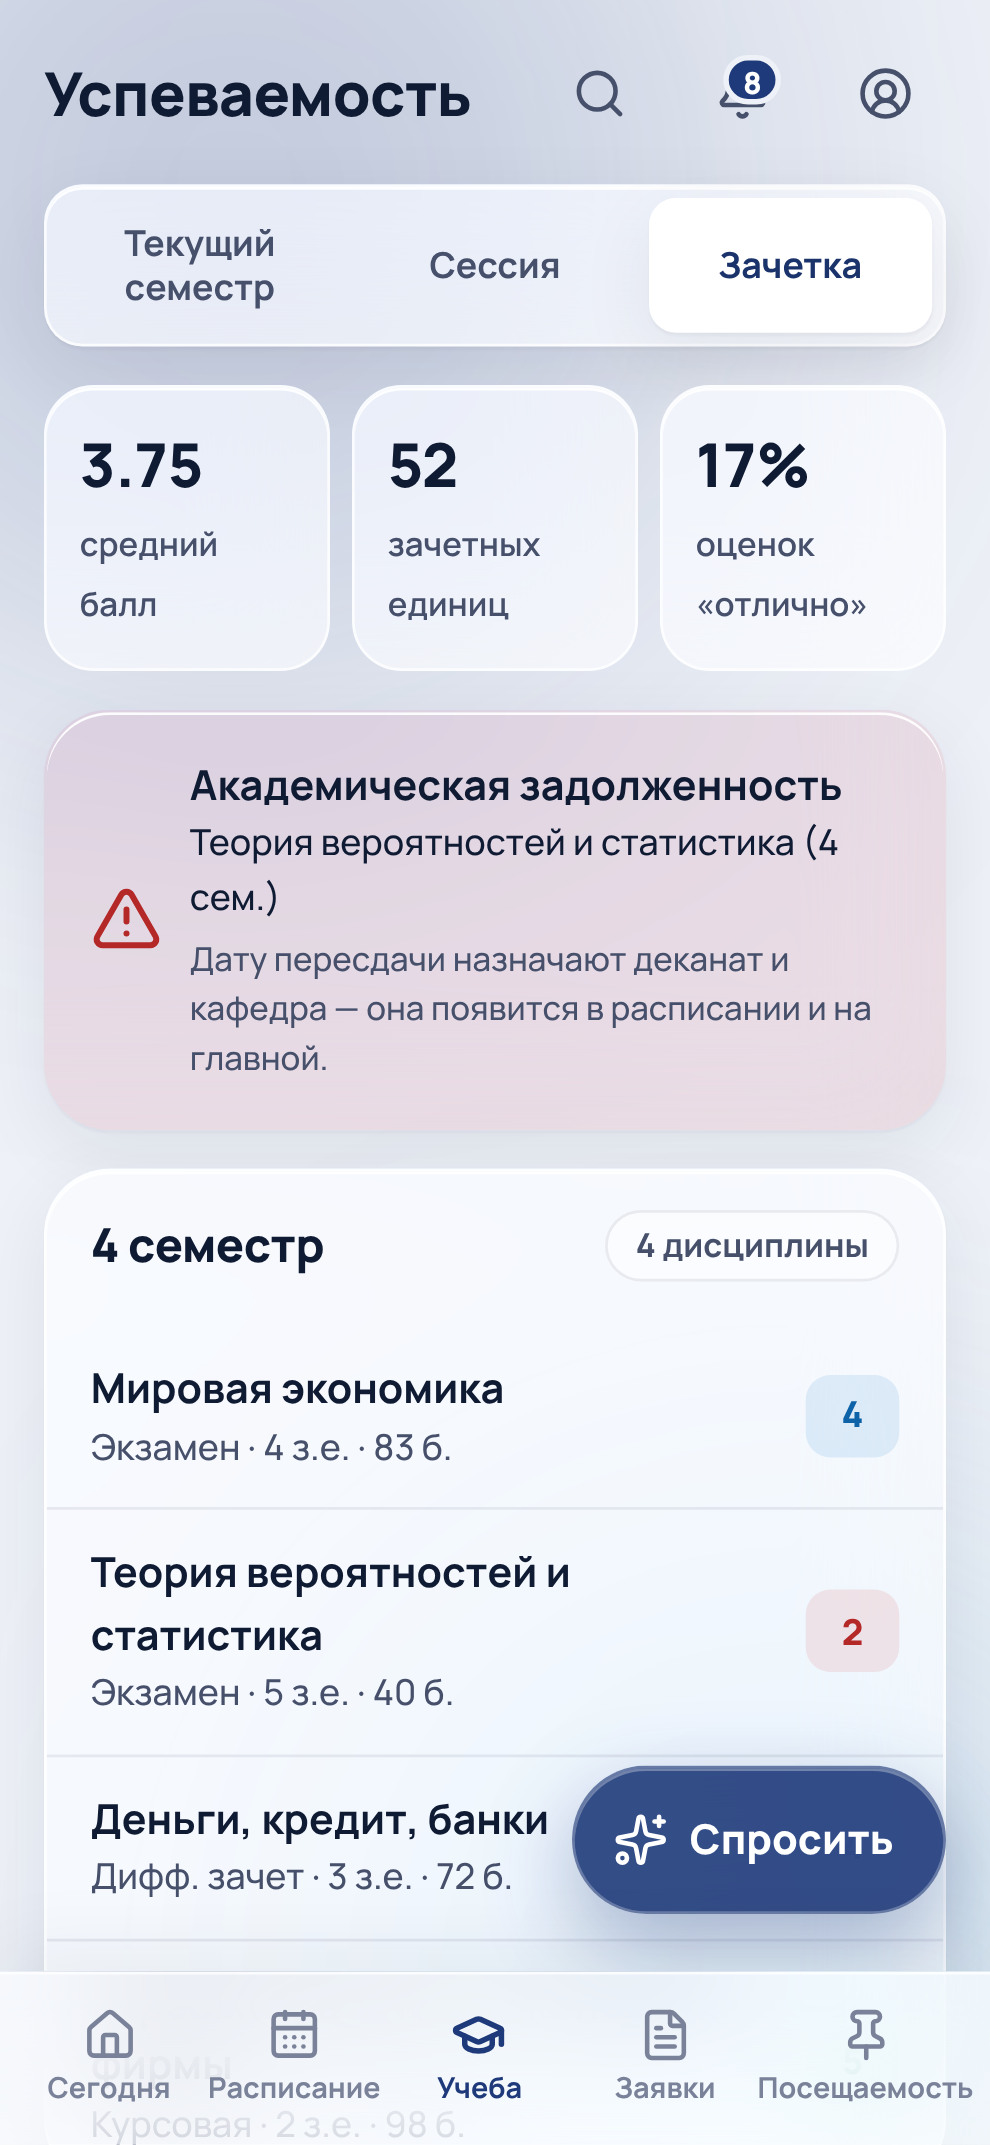 Успеваемость
8
Текущий
семестр
Сессия
Зачетка
3.75
средний
балл
52
зачетных
единиц
17%
оценок
«отлично»
Академическая задолженность
Теория вероятностей и статистика (4
сем.)
Дату пересдачи назначают деканат и
кафедра — она появится в расписании и на
главной.
4 семестр
4 дисциплины
Мировая экономика
Экзамен · 4 з.е. · 83 б.
4
Теория вероятностей и
статистика
Экзамен · 5 з.е. · 40 б.
2
Деньги, кредит, банки
Дифф. зачет · 3 з.е. · 72 б.
Спросить
фирмы
5
Сегодня
Расписание
Учеба
Заявки
Посещаемость
Курсовая · 2 з.е. · 98 б.